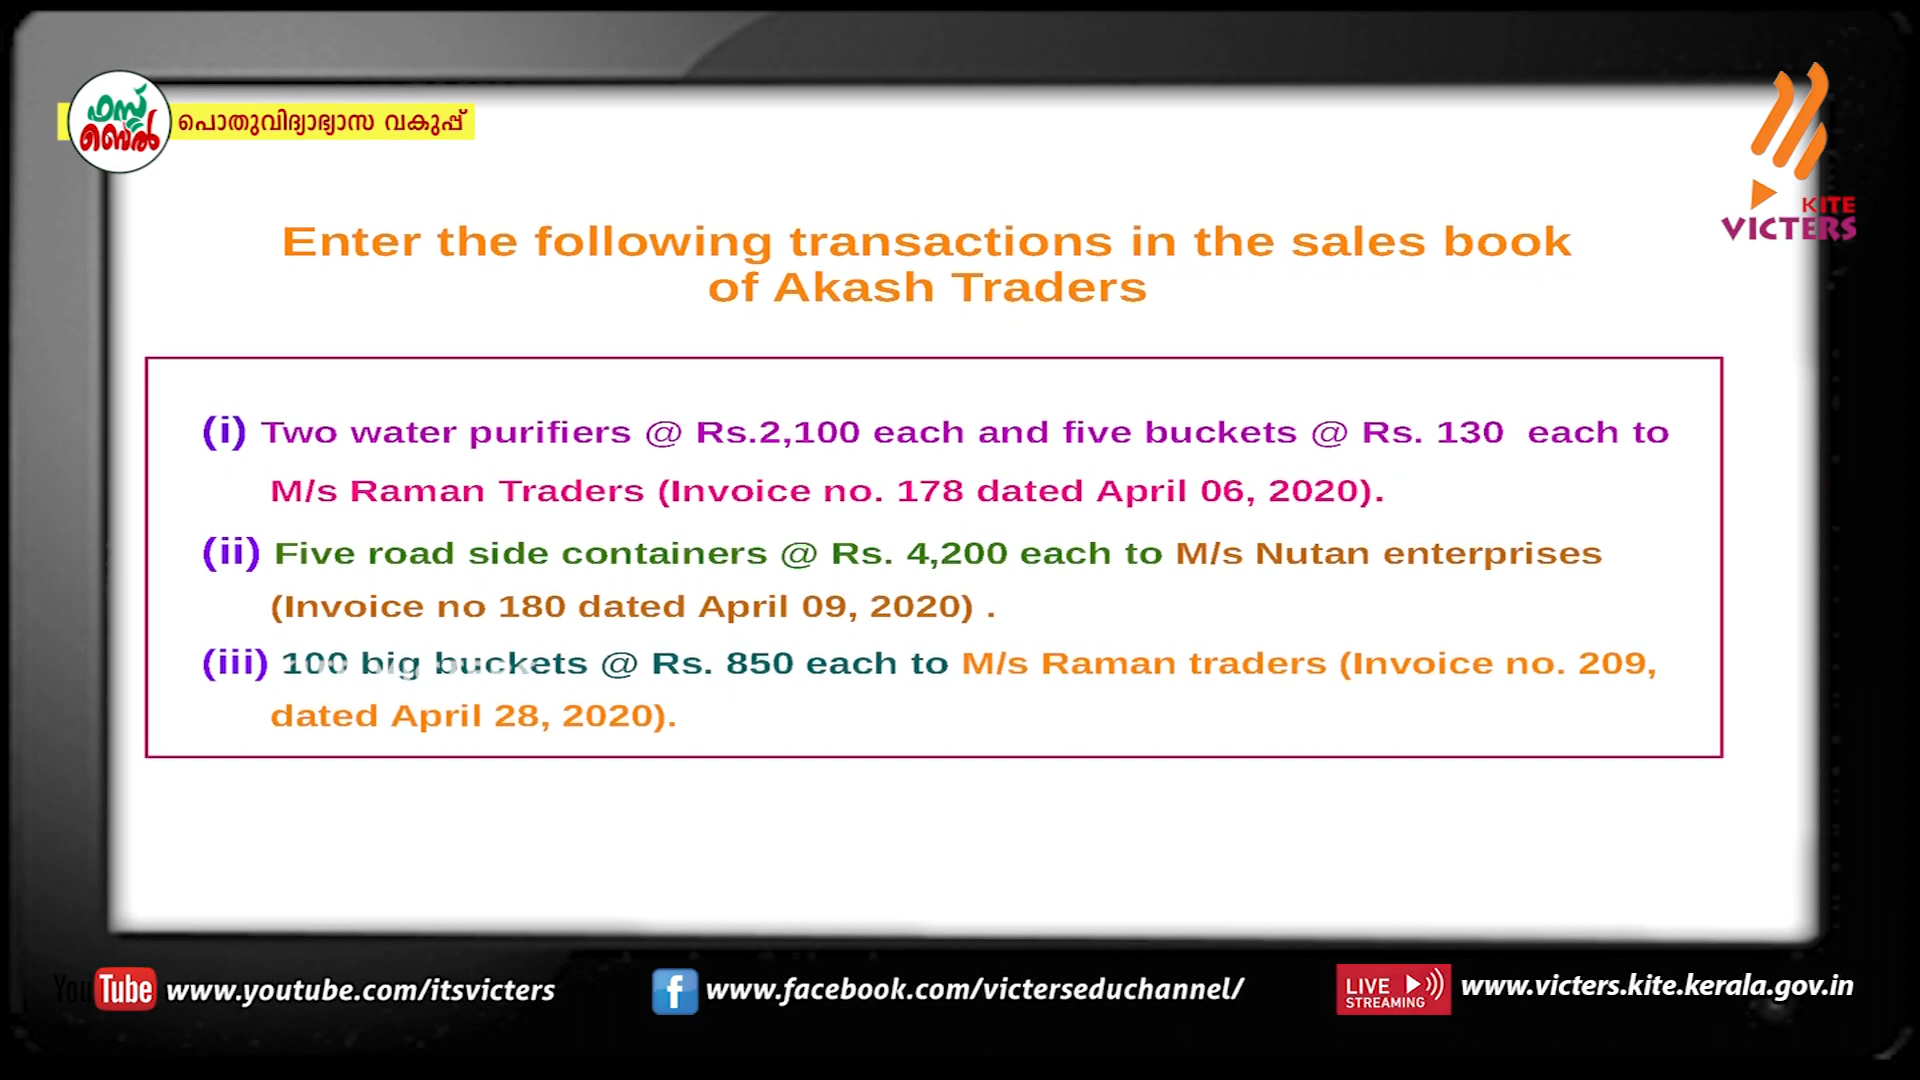 ഫസ്റ്റ്
ബെൽ
പൊതുവിദ്യാഭ്യാസ വകുപ്പ്
KITE
VICTERS
Enter the following transactions in the sales book
of Akash Traders
(i) Two water purifiers @ Rs.2,100 each and five buckets @ Rs. 130 each to
M/s Raman Traders (Invoice no. 178 dated April 06, 2020).
(ii) Five road side containers @ Rs. 4,200 each to M/s Nutan enterprises
(Invoice no 180 dated April 09, 2020) .
(iii) 100 big buckets @ Rs. 850 each to M/s Raman traders (Invoice no. 209,
dated April 28, 2020).
YouTube www.youtube.com/itsvicters
f www.facebook.com/victerseduchannel/
LIVE STREAMING www.victers.kite.kerala.gov.in